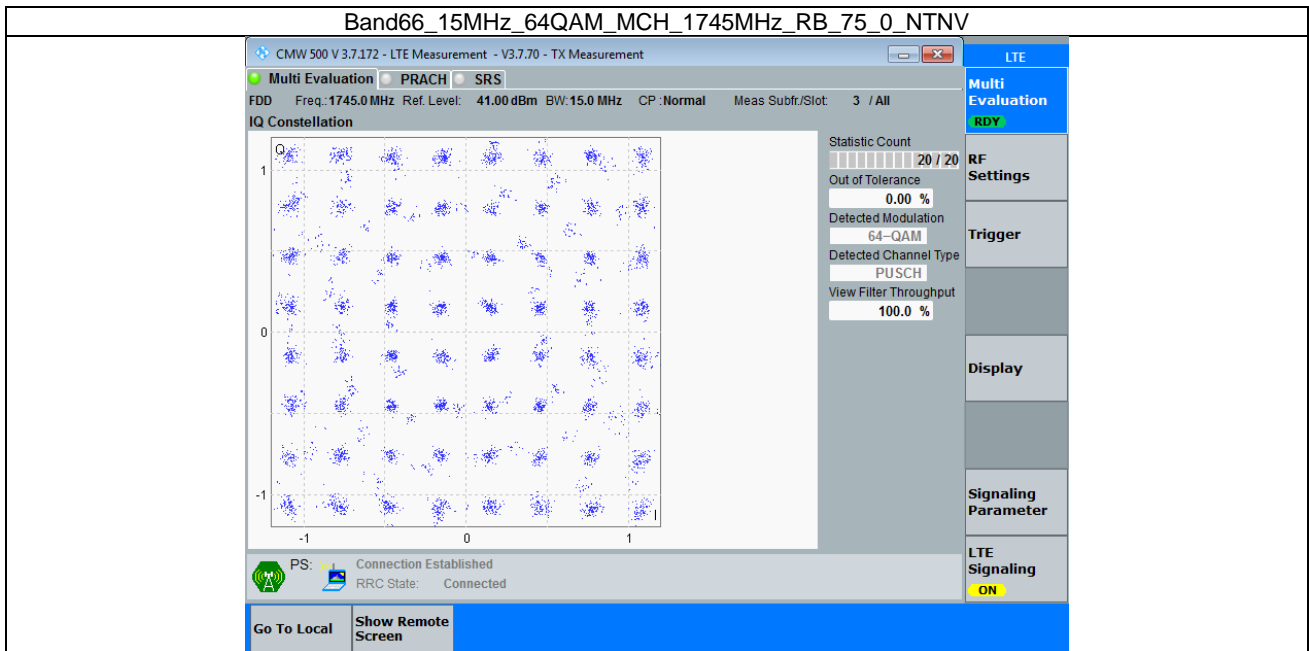 Band66_15MHz_64QAM_MCH_1745MHz_RB_75_0_NTNV
CMW 500 V 3.7.172 - LTE Measurement - V3.7.70 - TX Measurement
LTE
Multi Evaluation PRACH SRS
Multi
Evaluation
RDY
FDD Freq.:1745.0 MHz Ref. Level: 41.00 dBm BW:15.0 MHz CP :Normal Meas Subfr./Slot: 3 / All
IQ Constellation
Q
1
0
-1
-1
0
1
I
Statistic Count
20 / 20
Out of Tolerance
0.00 %
Detected Modulation
64-QAM
Detected Channel Type
PUSCH
View Filter Throughput
100.0 %
RF
Settings
Trigger
Display
Signaling
Parameter
LTE
Signaling
ON
PS:
Connection Established
RRC State: Connected
Go To Local
Show Remote
Screen